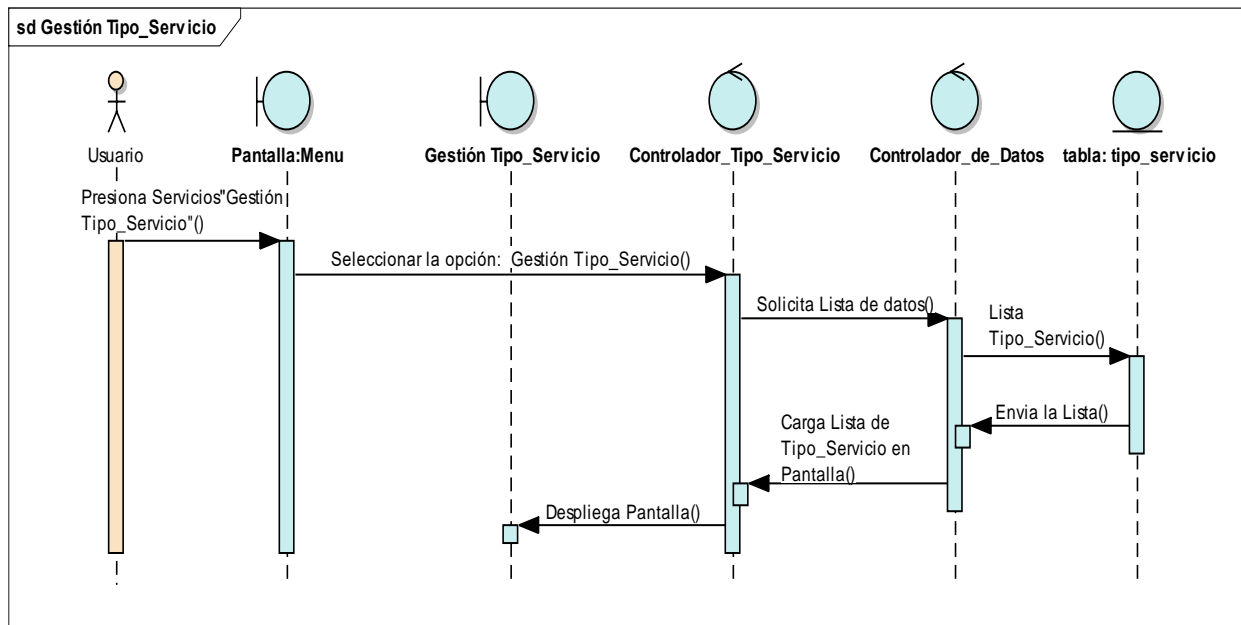 sd Gestión Tipo_Servicio
Usuario
Pantalla:Menu
Gestión Tipo_Servicio
Controlador_Tipo_Servicio
Controlador_de_Datos
tabla: tipo_servicio
Presiona Servicios"Gestión
Tipo_Servicio"()
Seleccionar la opción:  Gestión Tipo_Servicio()
Solicita Lista de datos()
Lista
Tipo_Servicio()
Envia la Lista()
Carga Lista de
Tipo_Servicio en
Pantalla()
Despliega Pantalla()